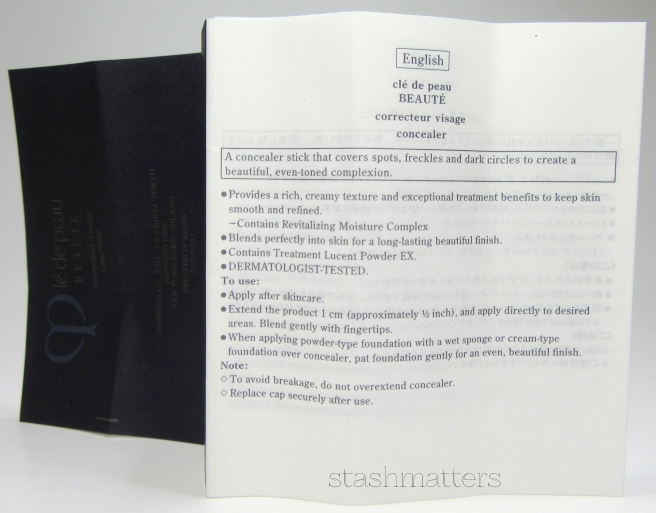 English
clé de peau
BEAUTÉ
correcteur visage
concealer
A concealer stick that covers spots, freckles and dark circles to create a
beautiful, even-toned complexion.
●Provides a rich, creamy texture and exceptional treatment benefits to keep skin
smooth and refined.
—Contains Revitalizing Moisture Complex
●Blends perfectly into skin for a long-lasting beautiful finish.
●Contains Treatment Lucent Powder EX.
●DERMATOLOGIST-TESTED.
To use:
●Apply after skincare.
●Extend the product 1 cm (approximately ½ inch), and apply directly to desired
areas. Blend gently with fingertips.
●When applying powder-type foundation with a wet sponge or cream-type
foundation over concealer, pat foundation gently for an even, beautiful finish.
Note:
◇To avoid breakage, do not overextend concealer.
◇Replace cap securely after use.
clé de peau
BEAUTÉ
stashmatters